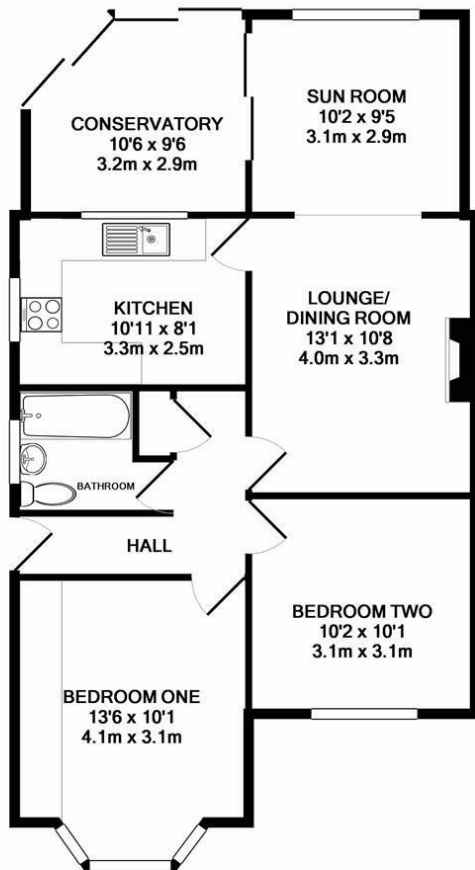 CONSERVATORY
10'6 x 9'6
3.2m x 2.9m
SUN ROOM
10'2 x 9'5
3.1m x 2.9m
KITCHEN
10'11 x 8'1
3.3m x 2.5m
LOUNGE/
DINING ROOM
13'1 x 10'8
4.0m x 3.3m
BATHROOM
HALL
BEDROOM TWO
10'2 x 10'1
3.1m x 3.1m
BEDROOM ONE
13'6 x 10'1
4.1m x 3.1m